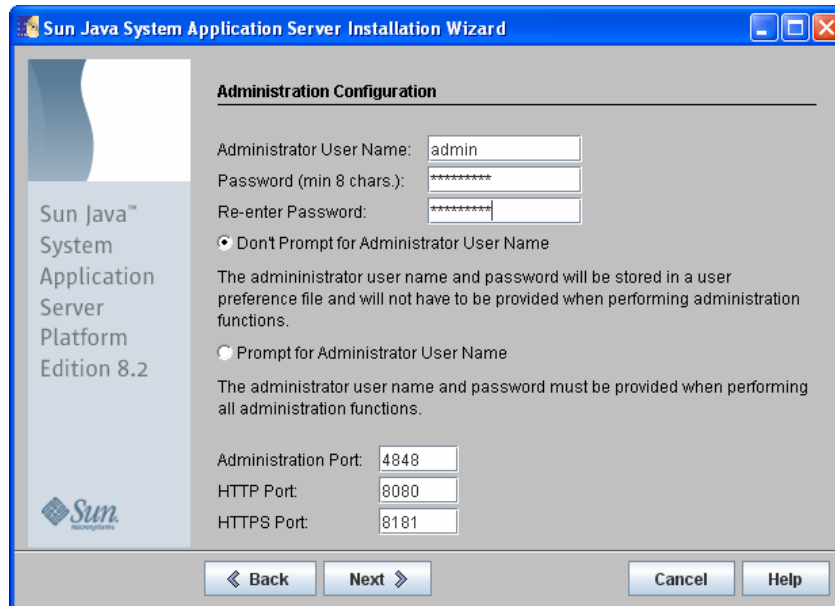 Sun Java System Application Server Installation Wizard
Administration Configuration
Administrator User Name: admin
Password (min 8 chars.): *********
Re-enter Password: *********
Don't Prompt for Administrator User Name
The admininistrator user name and password will be stored in a user
preference file and will not have to be provided when performing administration
functions.
Prompt for Administrator User Name
The administrator user name and password must be provided when performing
all administration functions.
Administration Port: 4848
HTTP Port: 8080
HTTPS Port: 8181
Sun Java™
System
Application
Server
Platform
Edition 8.2
Sun
microsystems
Back Next Cancel Help